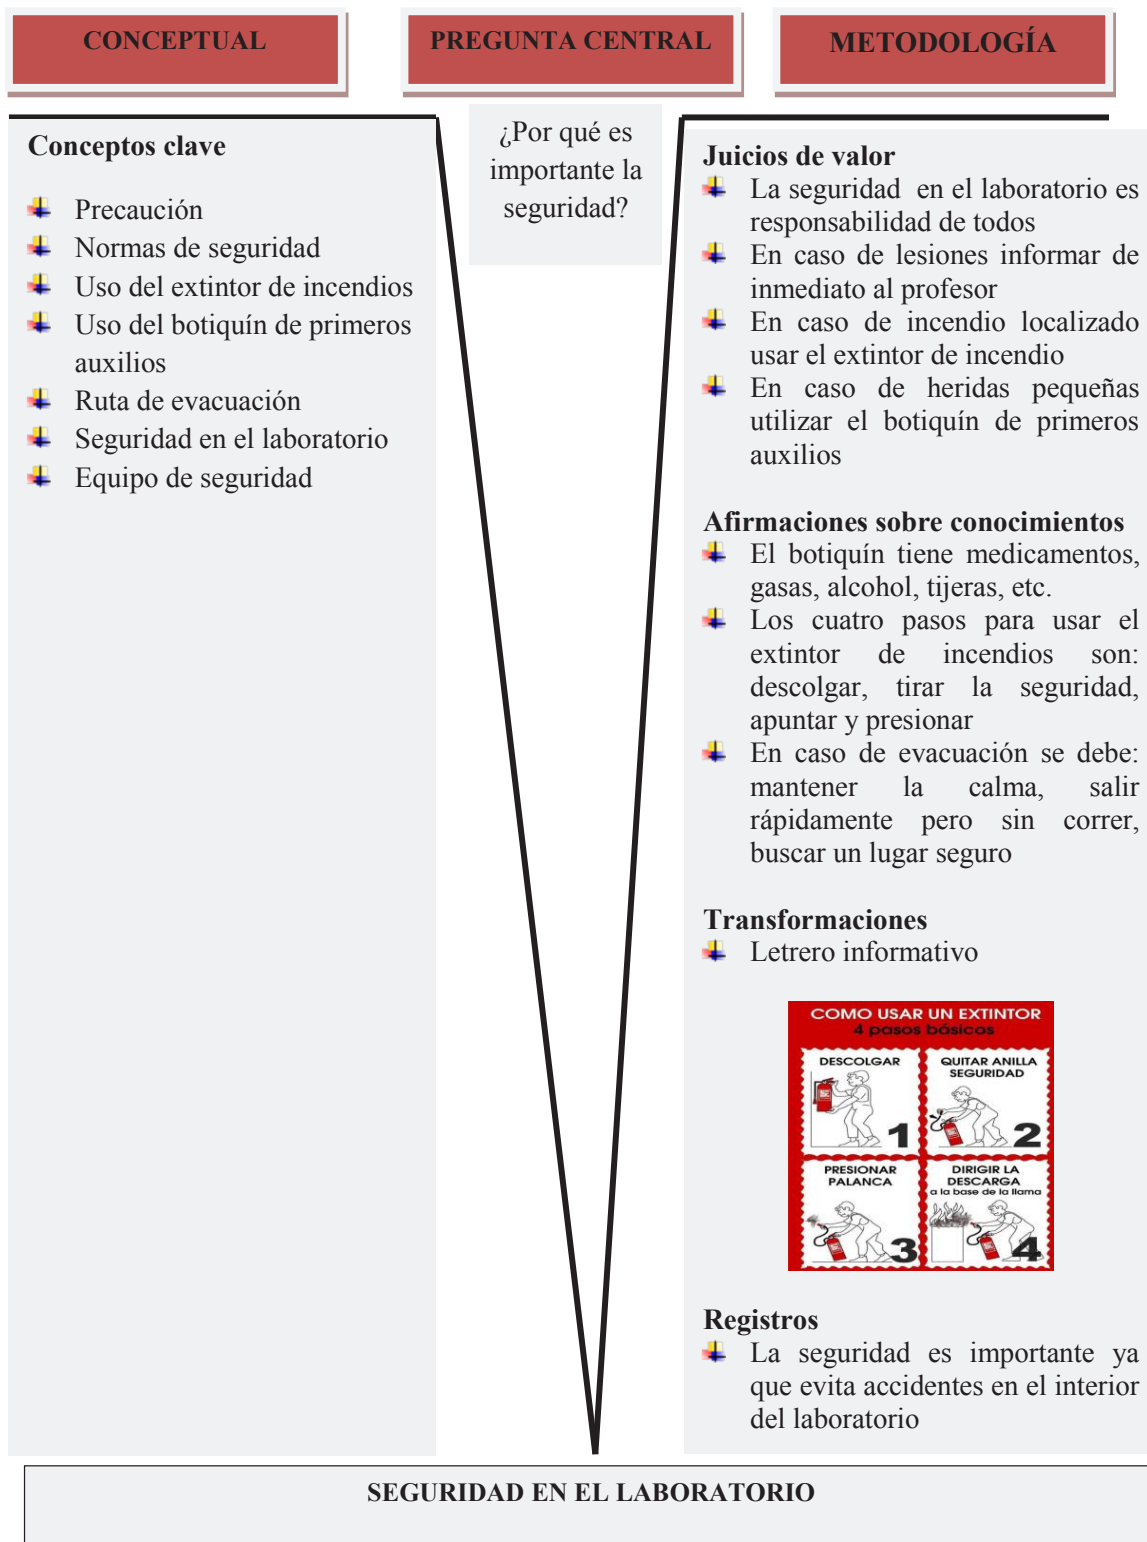 CONCEPTUAL
PREGUNTA CENTRAL
METODOLOGÍA
Conceptos clave
Precaución
Normas de seguridad
Uso del extintor de incendios
Uso del botiquín de primeros
auxilios
Ruta de evacuación
Seguridad en el laboratorio
Equipo de seguridad
¿Por qué es
importante la
seguridad?
Juicios de valor
La seguridad en el laboratorio es
responsabilidad de todos
En caso de lesiones informar de
inmediato al profesor
En caso de incendio localizado
usar el extintor de incendio
En caso de heridas pequeñas
utilizar el botiquín de primeros
auxilios
Afirmaciones sobre conocimientos
El botiquín tiene medicamentos,
gasas, alcohol, tijeras, etc.
Los cuatro pasos para usar el
extintor de incendios son:
descolgar, tirar la seguridad,
apuntar y presionar
En caso de evacuación se debe:
mantener la calma, salir
rápidamente pero sin correr,
buscar un lugar seguro
Transformaciones
Letrero informativo
COMO USAR UN EXTINTOR
4 pasos básicos
DESCOLGAR
1
QUITAR ANILLA
SEGURIDAD
2
PRESIONAR
PALANCA
3
DIRIGIR LA
DESCARGA
a la base de la llama
4
Registros
La seguridad es importante ya
que evita accidentes en el interior
del laboratorio
SEGURIDAD EN EL LABORATORIO